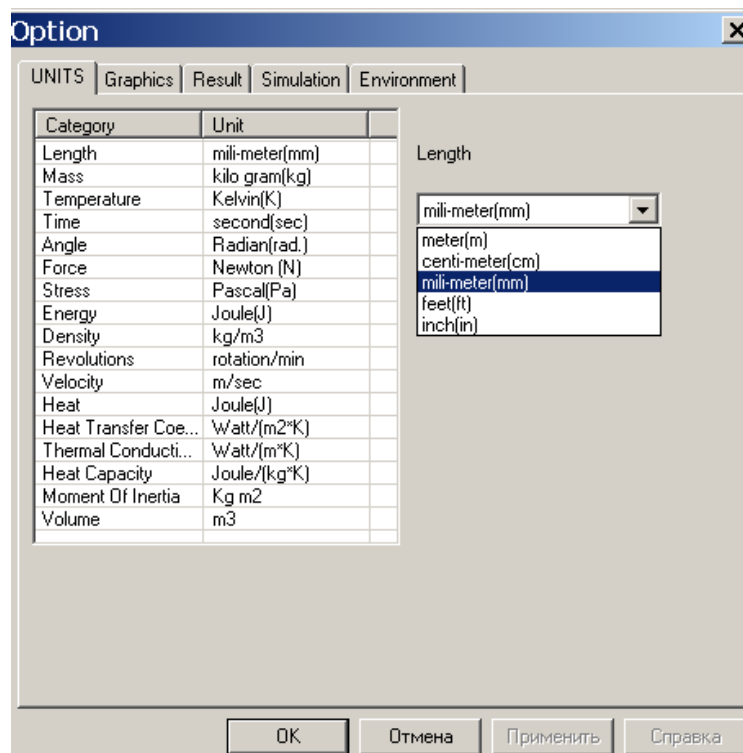 Option
UNITS Graphics Result Simulation Environment
Category Unit
Length mili-meter(mm)
Mass kilo gram(kg)
Temperature Kelvin(K)
Time second(sec)
Angle Radian(rad.)
Force Newton (N)
Stress Pascal(Pa)
Energy Joule(J)
Density kg/m3
Revolutions rotation/min
Velocity m/sec
Heat Joule(J)
Heat Transfer Coe... Watt/(m2*K)
Thermal Conducti... Watt/(m*K)
Heat Capacity Joule/(kg*K)
Moment Of Inertia Kg m2
Volume m3
Length
mili-meter(mm)
meter(m)
centi-meter(cm)
mili-meter(mm)
feet(ft)
inch(in)
OK Отмена Применить Справка